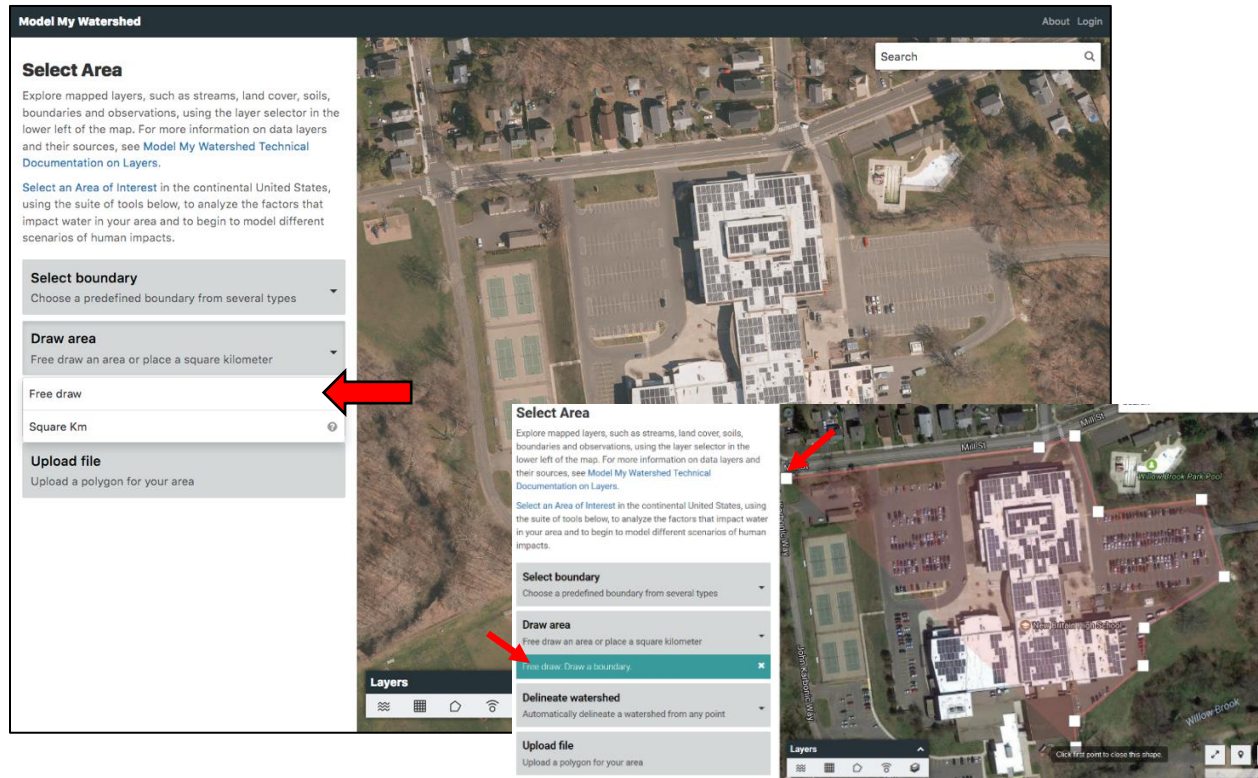 Model My Watershed
About Login
Search
Select Area
Explore mapped layers, such as streams, land cover, soils,
boundaries and observations, using the layer selector in the
lower left of the map. For more information on data layers
and their sources, see Model My Watershed Technical
Documentation on Layers.
Select an Area of Interest in the continental United States,
using the suite of tools below, to analyze the factors that
impact water in your area and to begin to model different
scenarios of human impacts.
Select boundary
Choose a predefined boundary from several types
Draw area
Free draw an area or place a square kilometer
Free draw
Square Km
Upload file
Upload a polygon for your area
Layers
Select Area
Explore mapped layers, such as streams, land cover, soils,
boundaries and observations, using the layer selector in the
lower left of the map. For more information on data layers and
their sources, see Model My Watershed Technical
Documentation on Layers.
Select an Area of Interest in the continental United States, using
the suite of tools below, to analyze the factors that impact water
in your area and to begin to model different scenarios of human
impacts.
Select boundary
Choose a predefined boundary from several types
Draw area
Free draw an area or place a square kilometer
Free draw: Draw a boundary.
Delineate watershed
Automatically delineate a watershed from any point
Upload file
Upload a polygon for your area
Mill St
Mill St
Willow Brook Park Pool
New Britain High School
John Karbonic Way
Willow Brook
Layers
Click first point to close this shape.